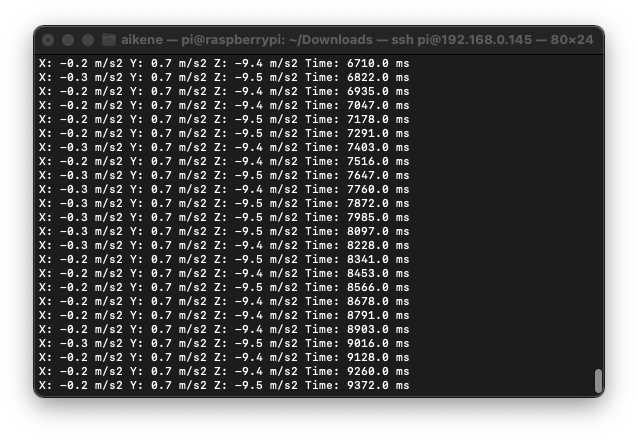 aikene — pi@raspberrypi: ~/Downloads — ssh pi@192.168.0.145 — 80×24
X: -0.2 m/s2 Y: 0.7 m/s2 Z: -9.4 m/s2 Time: 6710.0 ms
X: -0.3 m/s2 Y: 0.7 m/s2 Z: -9.5 m/s2 Time: 6822.0 ms
X: -0.2 m/s2 Y: 0.7 m/s2 Z: -9.4 m/s2 Time: 6935.0 ms
X: -0.2 m/s2 Y: 0.7 m/s2 Z: -9.4 m/s2 Time: 7047.0 ms
X: -0.2 m/s2 Y: 0.7 m/s2 Z: -9.5 m/s2 Time: 7178.0 ms
X: -0.3 m/s2 Y: 0.7 m/s2 Z: -9.5 m/s2 Time: 7291.0 ms
X: -0.3 m/s2 Y: 0.7 m/s2 Z: -9.4 m/s2 Time: 7403.0 ms
X: -0.2 m/s2 Y: 0.7 m/s2 Z: -9.4 m/s2 Time: 7516.0 ms
X: -0.3 m/s2 Y: 0.7 m/s2 Z: -9.5 m/s2 Time: 7647.0 ms
X: -0.3 m/s2 Y: 0.7 m/s2 Z: -9.4 m/s2 Time: 7760.0 ms
X: -0.2 m/s2 Y: 0.7 m/s2 Z: -9.5 m/s2 Time: 7872.0 ms
X: -0.3 m/s2 Y: 0.7 m/s2 Z: -9.5 m/s2 Time: 7985.0 ms
X: -0.3 m/s2 Y: 0.7 m/s2 Z: -9.5 m/s2 Time: 8097.0 ms
X: -0.3 m/s2 Y: 0.7 m/s2 Z: -9.4 m/s2 Time: 8228.0 ms
X: -0.2 m/s2 Y: 0.7 m/s2 Z: -9.5 m/s2 Time: 8341.0 ms
X: -0.2 m/s2 Y: 0.7 m/s2 Z: -9.4 m/s2 Time: 8453.0 ms
X: -0.2 m/s2 Y: 0.7 m/s2 Z: -9.5 m/s2 Time: 8566.0 ms
X: -0.2 m/s2 Y: 0.7 m/s2 Z: -9.4 m/s2 Time: 8678.0 ms
X: -0.2 m/s2 Y: 0.7 m/s2 Z: -9.4 m/s2 Time: 8791.0 ms
X: -0.2 m/s2 Y: 0.7 m/s2 Z: -9.4 m/s2 Time: 8903.0 ms
X: -0.3 m/s2 Y: 0.7 m/s2 Z: -9.5 m/s2 Time: 9016.0 ms
X: -0.2 m/s2 Y: 0.7 m/s2 Z: -9.4 m/s2 Time: 9128.0 ms
X: -0.2 m/s2 Y: 0.7 m/s2 Z: -9.4 m/s2 Time: 9260.0 ms
X: -0.2 m/s2 Y: 0.7 m/s2 Z: -9.5 m/s2 Time: 9372.0 ms